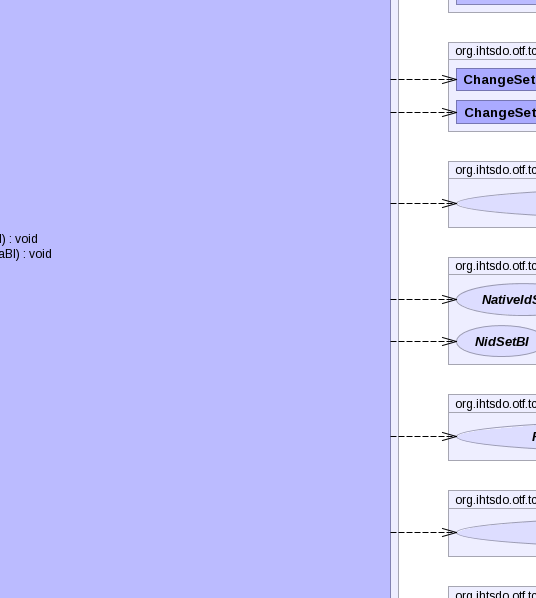 org.ihtsdo.otf.tc
ChangeSet
ChangeSet
org.ihtsdo.otf.tc
) : void
aBI) : void
org.ihtsdo.otf.tc
NativeIdS
NidSetBI
org.ihtsdo.otf.tc
org.ihtsdo.otf.tc
org.ihtsdo.otf.tc